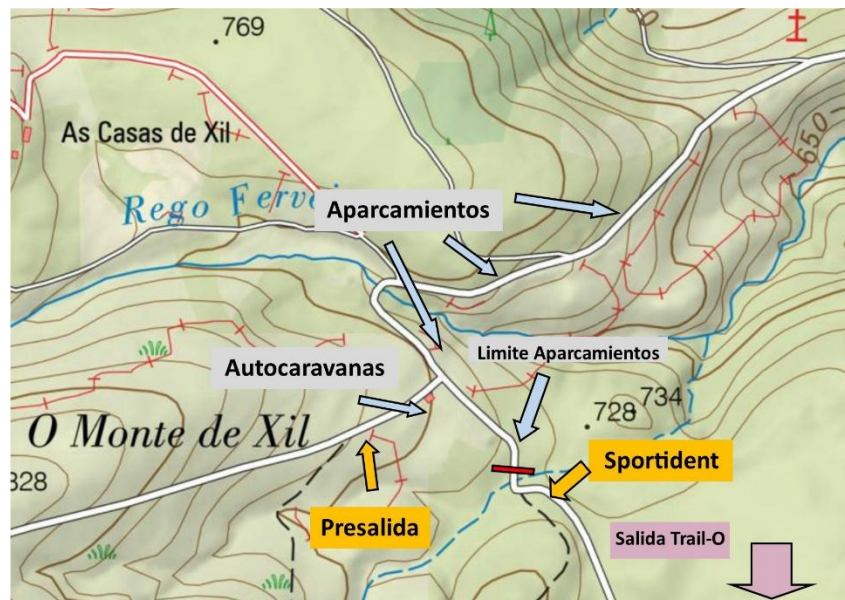 769
As Casas de Xil
650
Rego
Aparcamientos
Autocaravanas
Limite Aparcamientos
734
728
O Monte de Xil
Sportident
328
Presalida
Salida Trail-O